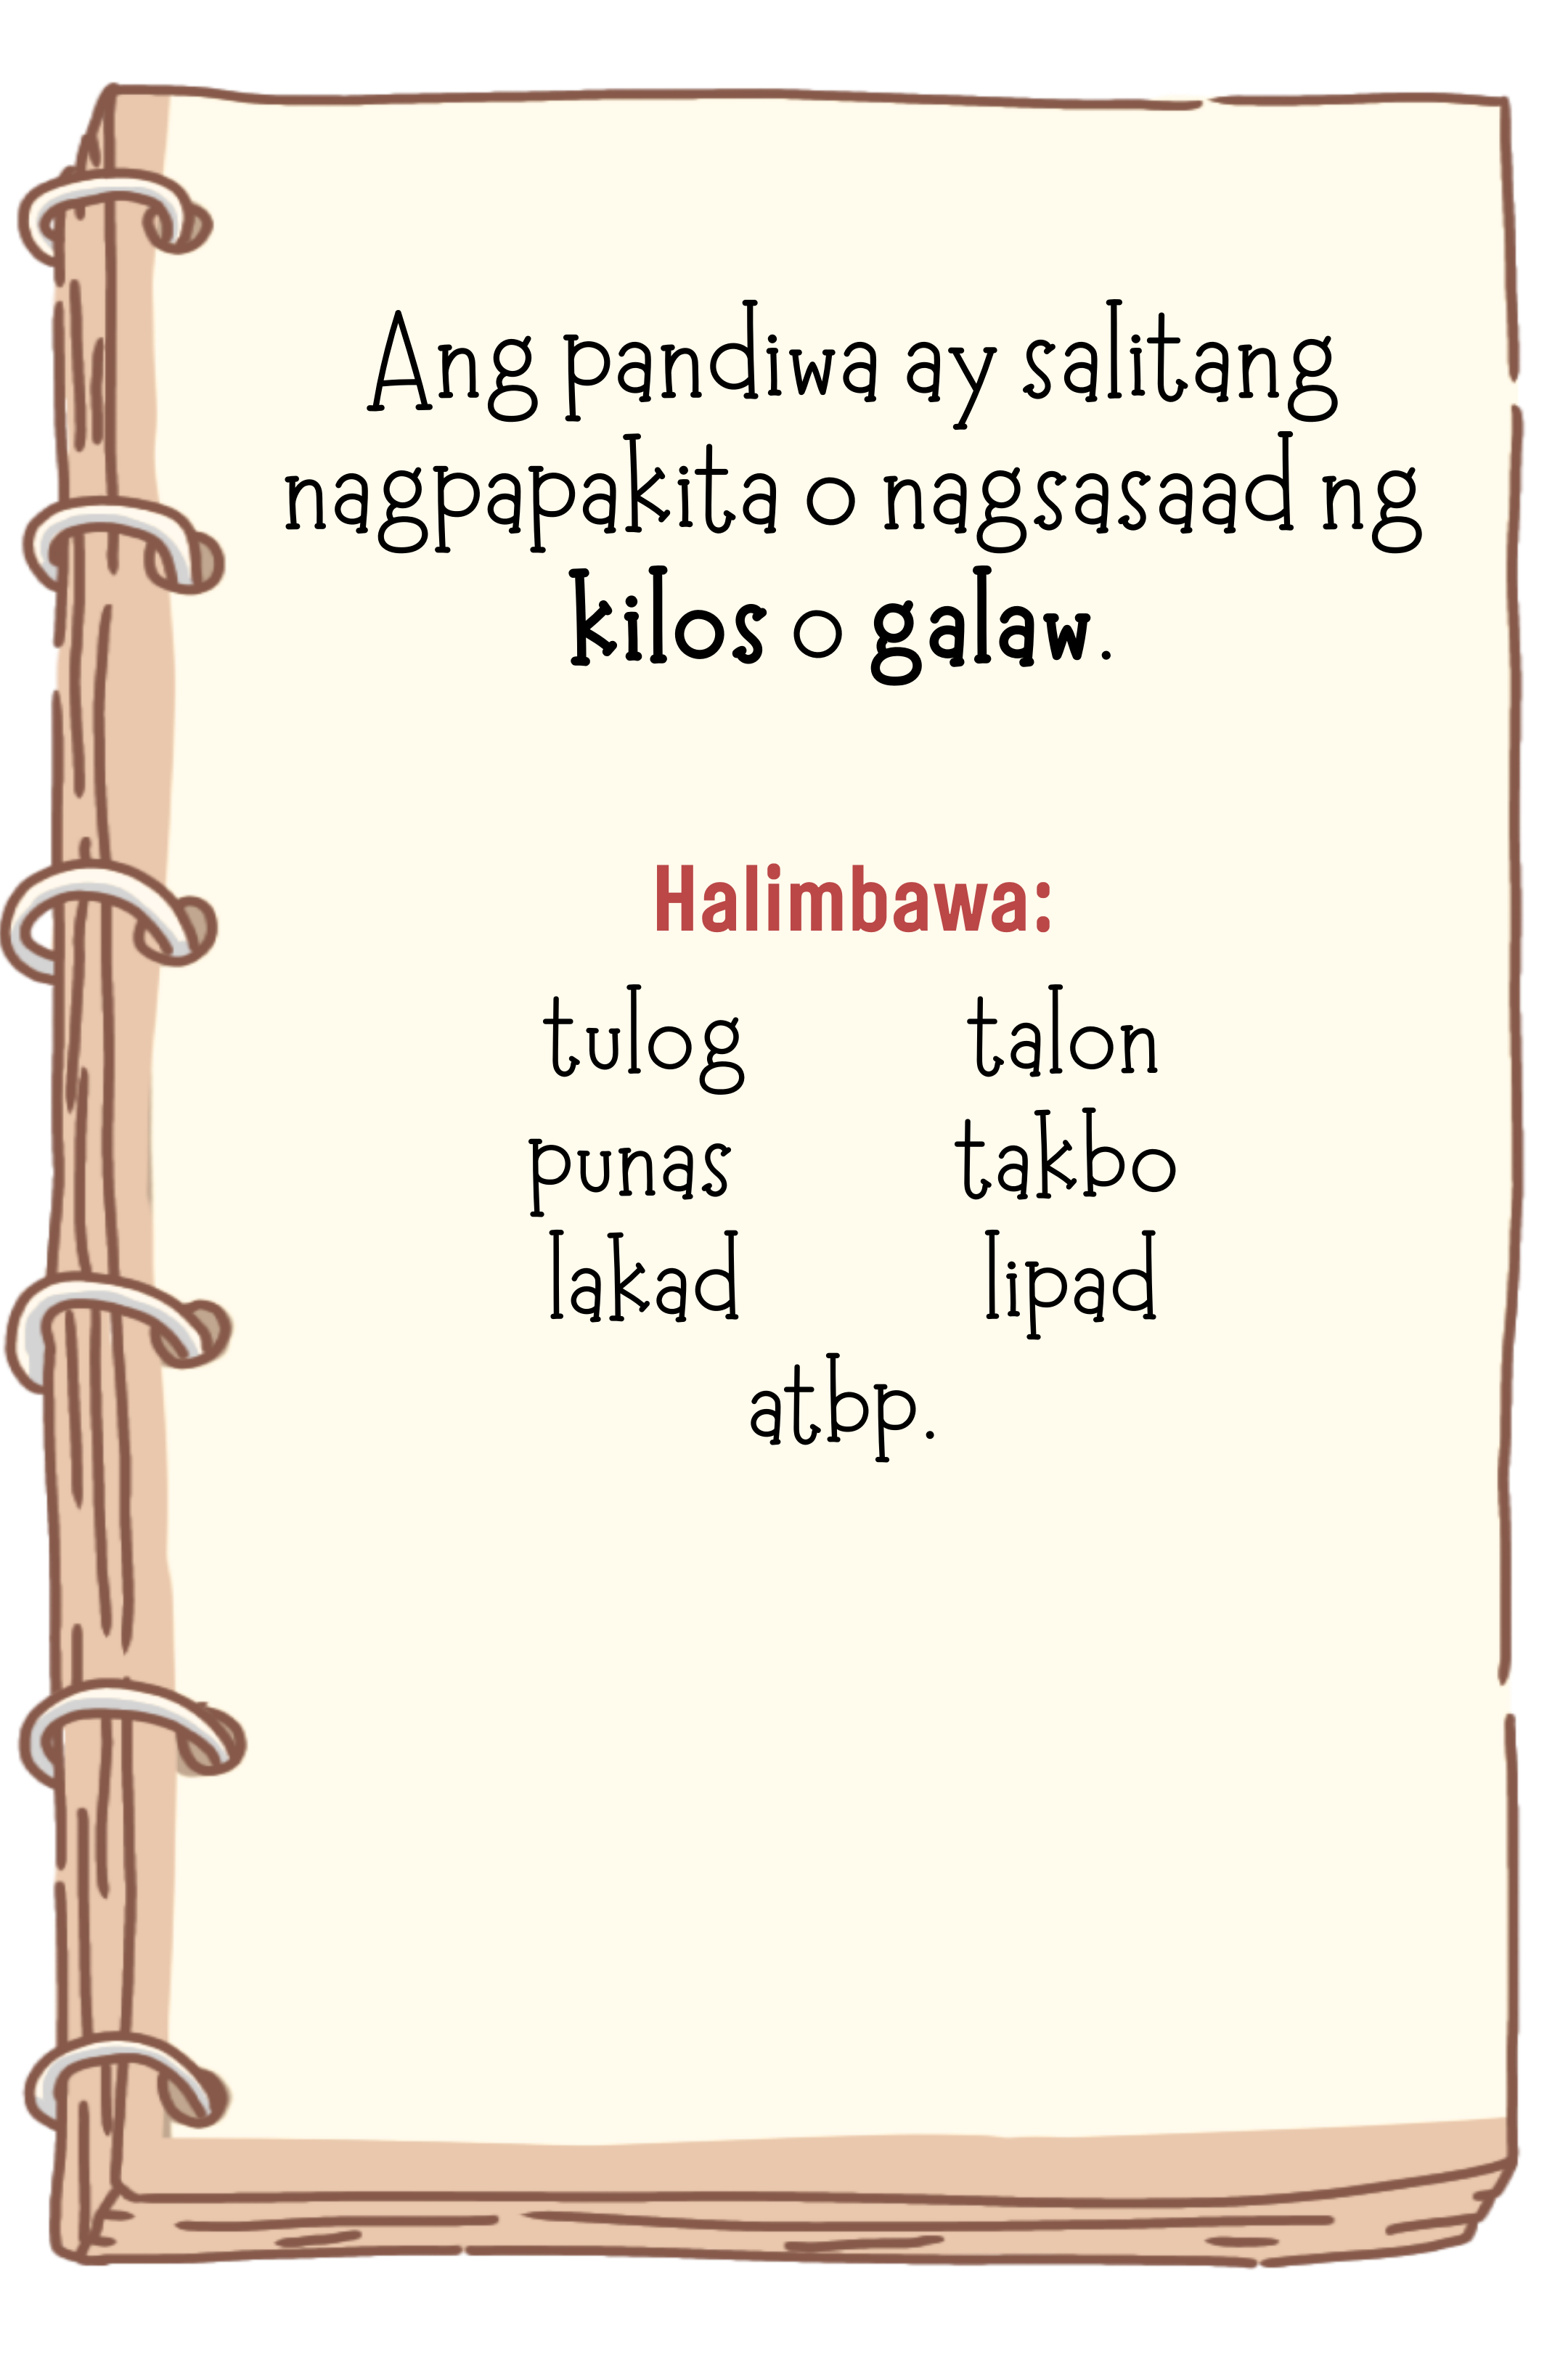 Ang pandiwa ay salitang
nagpapakita o nagsasaad ng
kilos o galaw.
Halimbawa:
tulog talon
punas takbo
lakad lipad
atbp.